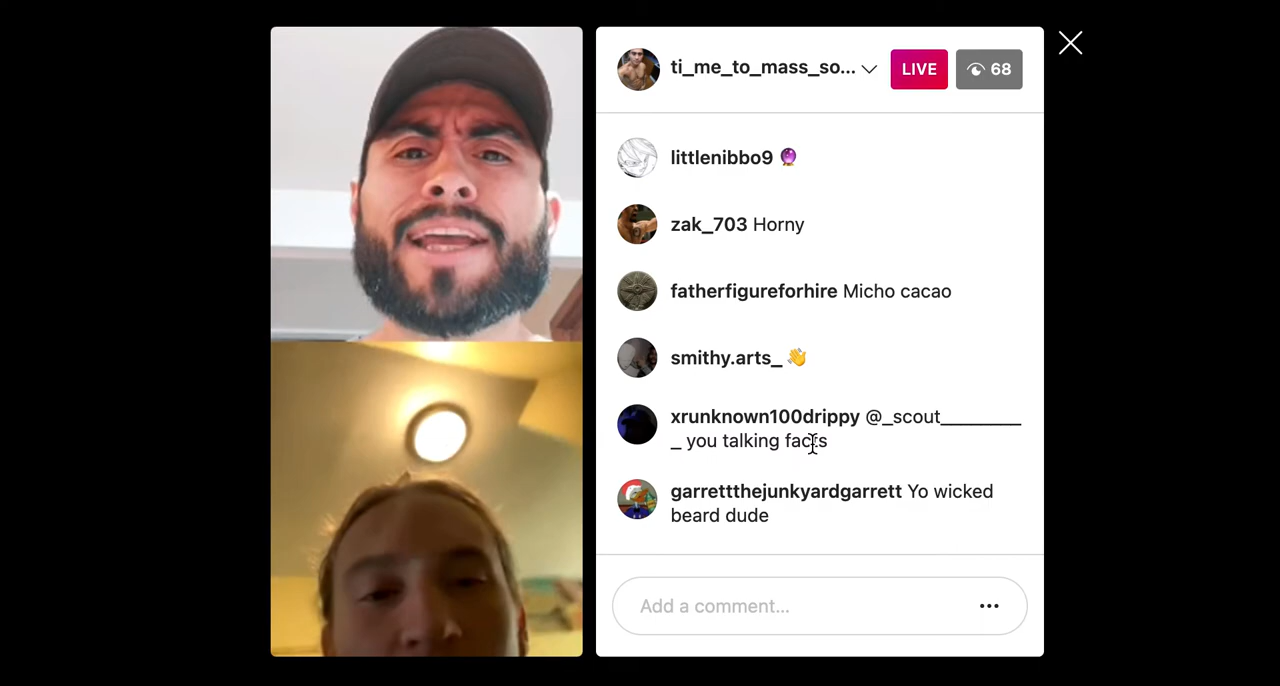 ti_me_to_mass_so...
LIVE
68
littlenibbo9 🔮
zak_703 Horny
fatherfigureforhire Micho cacao
smithy.arts_ 👋
xrunknown100drippy @_scout_________
_ you talking facts
garrettthejunkyardgarrett Yo wicked
beard dude
Add a comment...